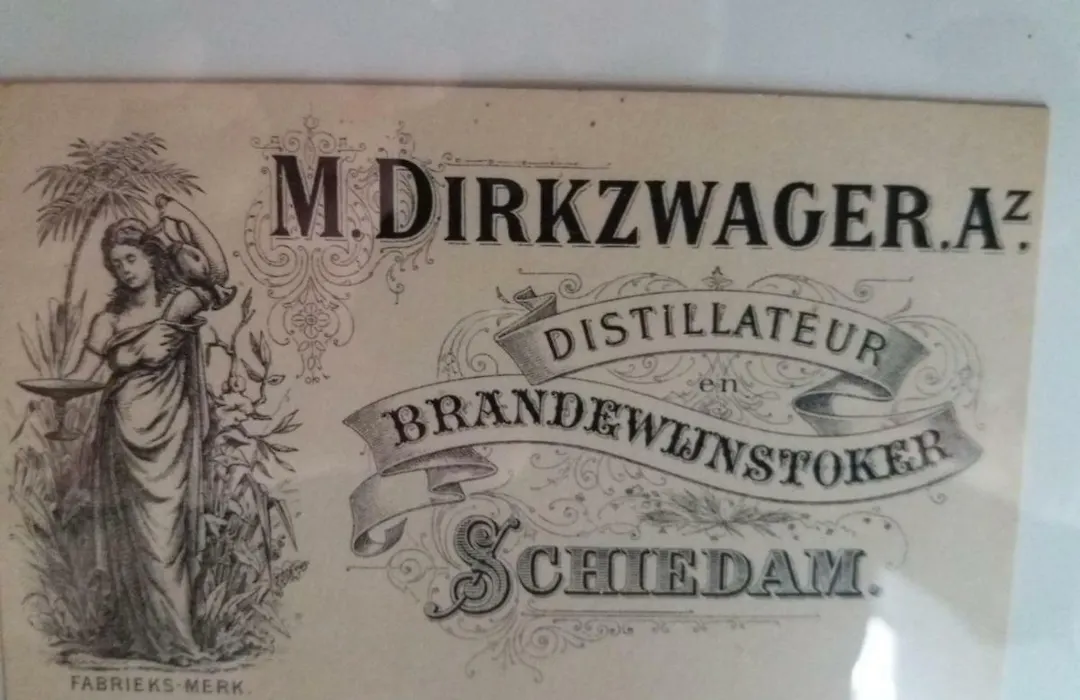 M. DIRKZWAGER. Az.
DISTILLATEUR
en
BRANDEWIJNSTOKER
SCHIEDAM.
FABRIEKS-MERK.